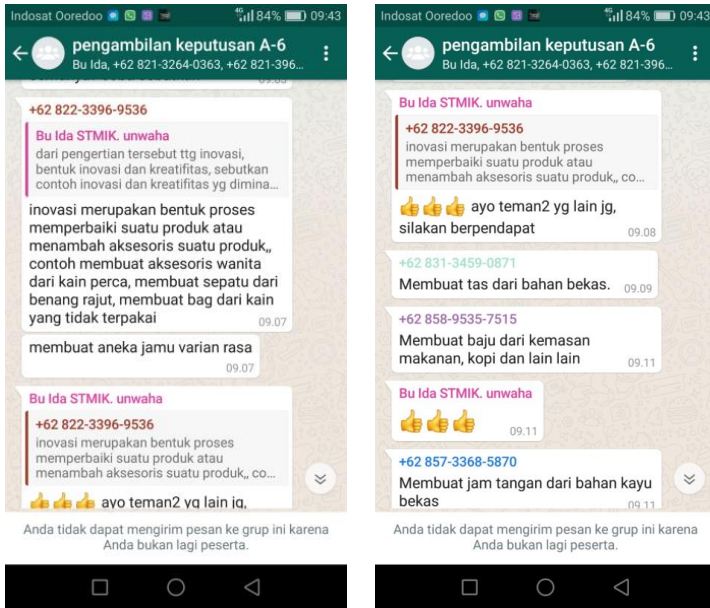 Indosat Ooredoo 4G 84% 09:43
pengambilan keputusan A-6
Bu Ida, +62 821-3264-0363, +62 821-396...
09.03
+62 822-3396-9536
Bu Ida STMIK. unwaha
dari pengertian tersebut ttg inovasi,
bentuk inovasi dan kreatifitas, sebutkan
contoh inovasi dan kreatifitas yg dimina...
inovasi merupakan bentuk proses
memperbaiki suatu produk atau
menambah aksesoris suatu produk,,
contoh membuat aksesoris wanita
dari kain perca, membuat sepatu dari
benang rajut, membuat bag dari kain
yang tidak terpakai
09.07
membuat aneka jamu varian rasa
09.07
Bu Ida STMIK. unwaha
+62 822-3396-9536
inovasi merupakan bentuk proses
memperbaiki suatu produk atau
menambah aksesoris suatu produk,, co...
👍👍👍 ayo teman2 yg lain jg,
Anda tidak dapat mengirim pesan ke grup ini karena
Anda bukan lagi peserta.
Indosat Ooredoo 4G 84% 09:43
pengambilan keputusan A-6
Bu Ida, +62 821-3264-0363, +62 821-396...
Bu Ida STMIK. unwaha
+62 822-3396-9536
inovasi merupakan bentuk proses
memperbaiki suatu produk atau
menambah aksesoris suatu produk,, co...
👍👍👍 ayo teman2 yg lain jg,
silakan berpendapat
09.08
+62 831-3459-0871
Membuat tas dari bahan bekas.
09.09
+62 858-9535-7515
Membuat baju dari kemasan
makanan, kopi dan lain lain
09.11
Bu Ida STMIK. unwaha
👍👍👍
09.11
+62 857-3368-5870
Membuat jam tangan dari bahan kayu
bekas
09.11
Anda tidak dapat mengirim pesan ke grup ini karena
Anda bukan lagi peserta.